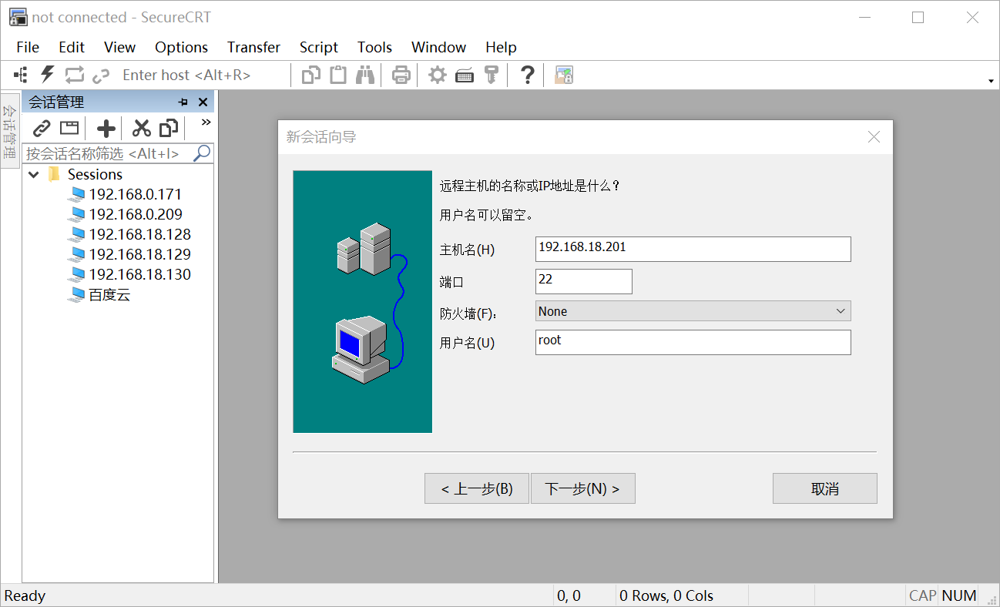 not connected - SecureCRT
File Edit View Options Transfer Script Tools Window Help
Enter host <Alt+R>
会话管理
会话管理
按会话名称筛选 <Alt+I>
Sessions
192.168.0.171
192.168.0.209
192.168.18.128
192.168.18.129
192.168.18.130
百度云
新会话向导
远程主机的名称或IP地址是什么?
用户名可以留空。
主机名(H) 192.168.18.201
端口 22
防火墙(F): None
用户名(U) root
< 上一步(B) 下一步(N) > 取消
Ready 0, 0 0 Rows, 0 Cols CAP NUM